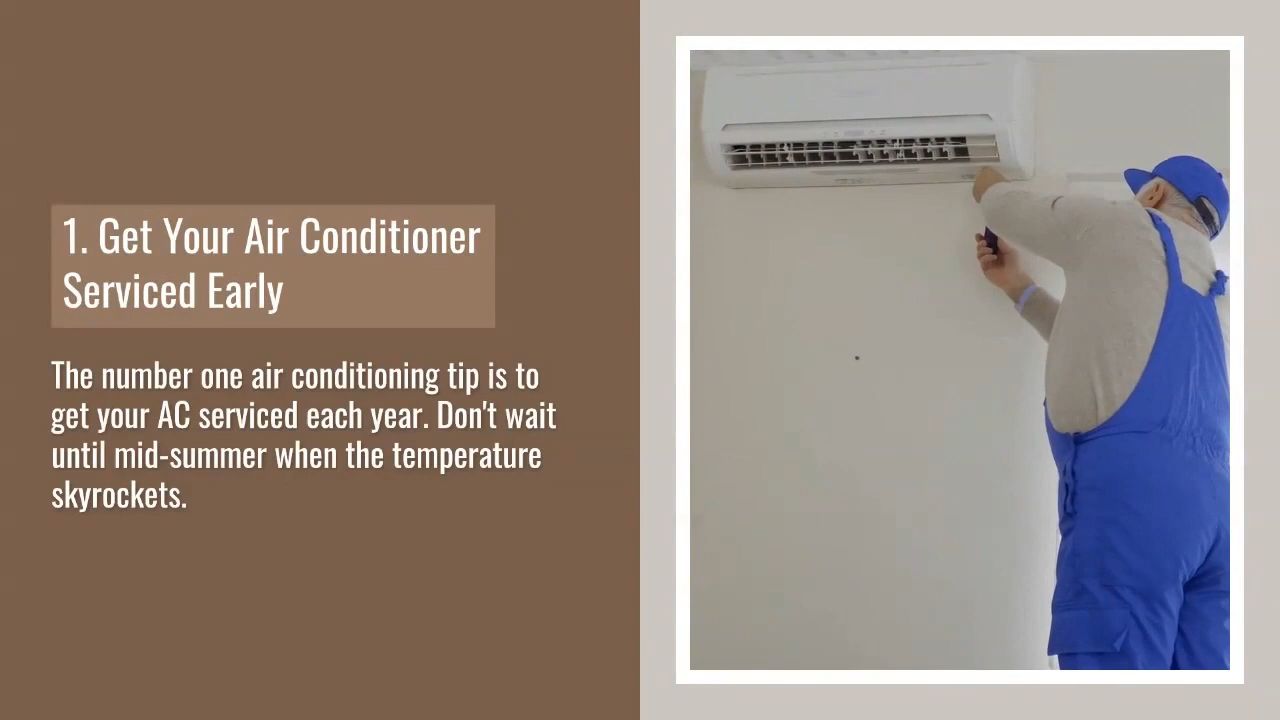 1. Get Your Air Conditioner
Serviced Early
The number one air conditioning tip is to
get your AC serviced each year. Don't wait
until mid-summer when the temperature
skyrockets.